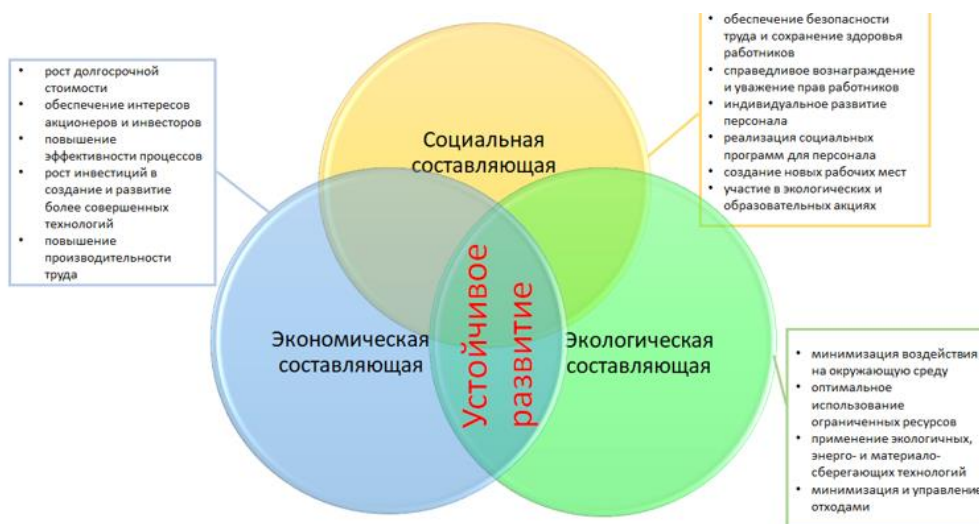 • рост долгосрочной
стоимости
• обеспечение интересов
акционеров и инвесторов
• повышение
эффективности процессов
• рост инвестиций в
создание и развитие
более совершенных
технологий
• повышение
производительности
труда
• обеспечение безопасности
труда и сохранение здоровья
работников
• справедливое вознаграждение
и уважение прав работников
• индивидуальное развитие
персонала
• реализация социальных
программ для персонала
• создание новых рабочих мест
• участие в экологических и
образовательных акциях
Социальная
составляющая
Экономическая
составляющая
Устойчивое
развитие
Экологическая
составляющая
• минимизация воздействия
на окружающую среду
• оптимальное
использование
ограниченных ресурсов
• применение экологичных,
энерго- и материало-
сберегающих технологий
• минимизация и управление
отходами